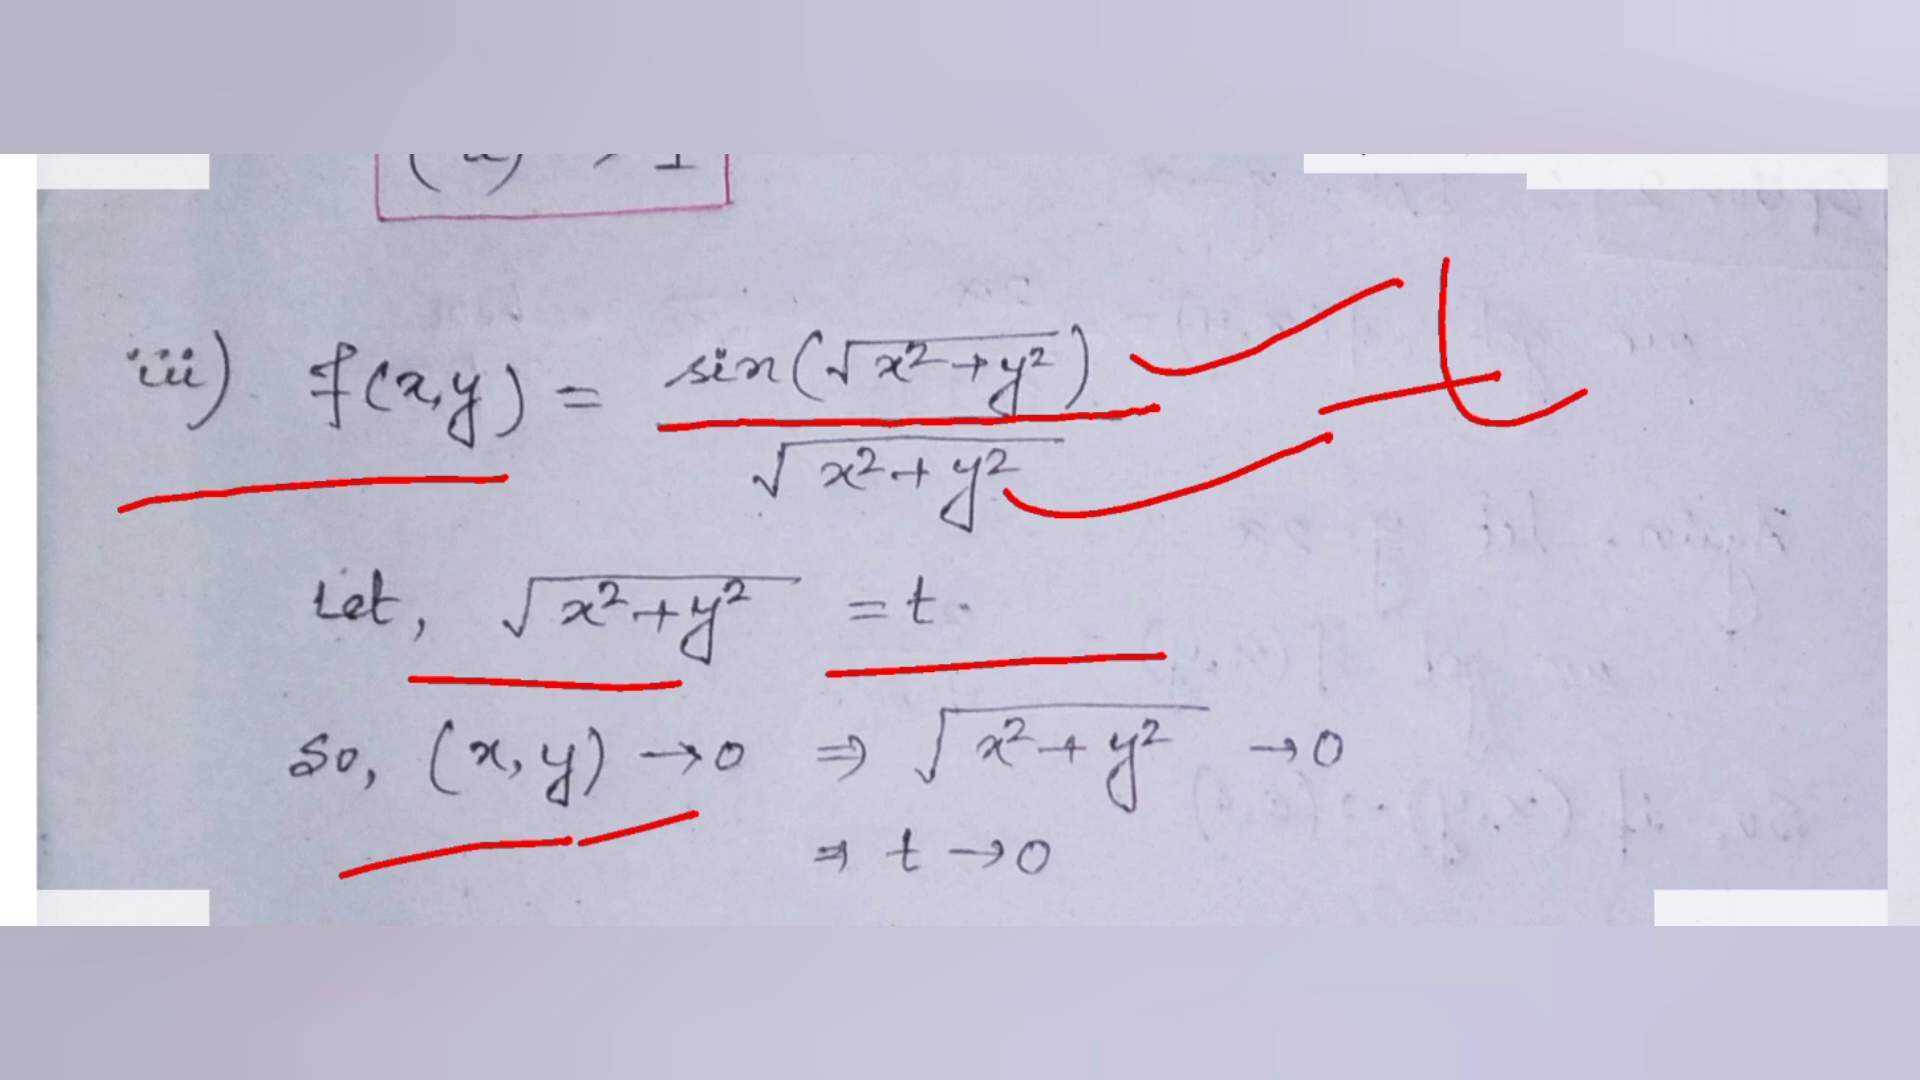 iii) f(x,y) = sin(√x²+y²) / √x²+y²
Let, √x²+y² = t.
So, (x,y) →0 ⇒ √x²+y² →0
⇒ t →0
t